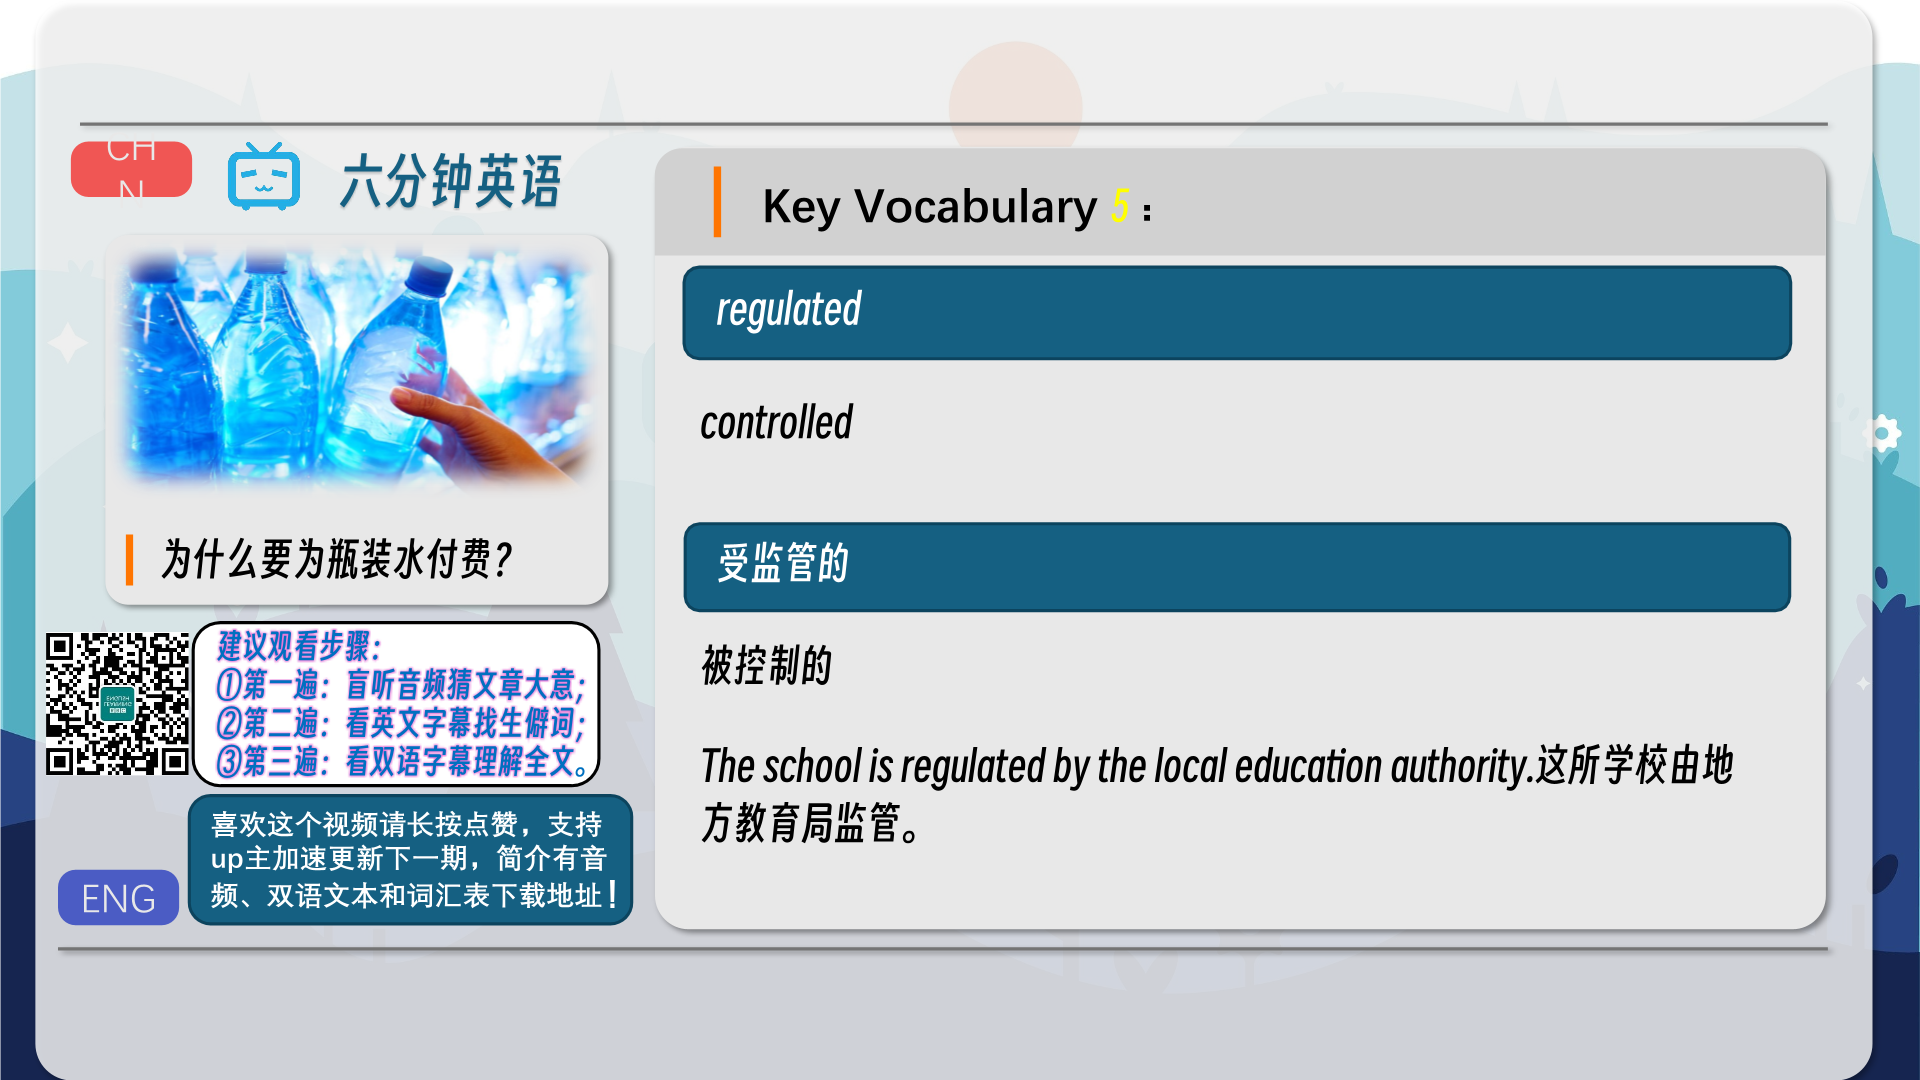 CH
N
六分钟英语
为什么要为瓶装水付费?
建议观看步骤：
①第一遍：盲听音频猜文章大意；
②第二遍：看英文字幕找生僻词；
③第三遍：看双语字幕理解全文。
喜欢这个视频请长按点赞，支持
up主加速更新下一期，简介有音
频、双语文本和词汇表下载地址！
ENG
Key Vocabulary 5：
regulated
controlled
受监管的
被控制的
The school is regulated by the local education authority.这所学校由地
方教育局监管。